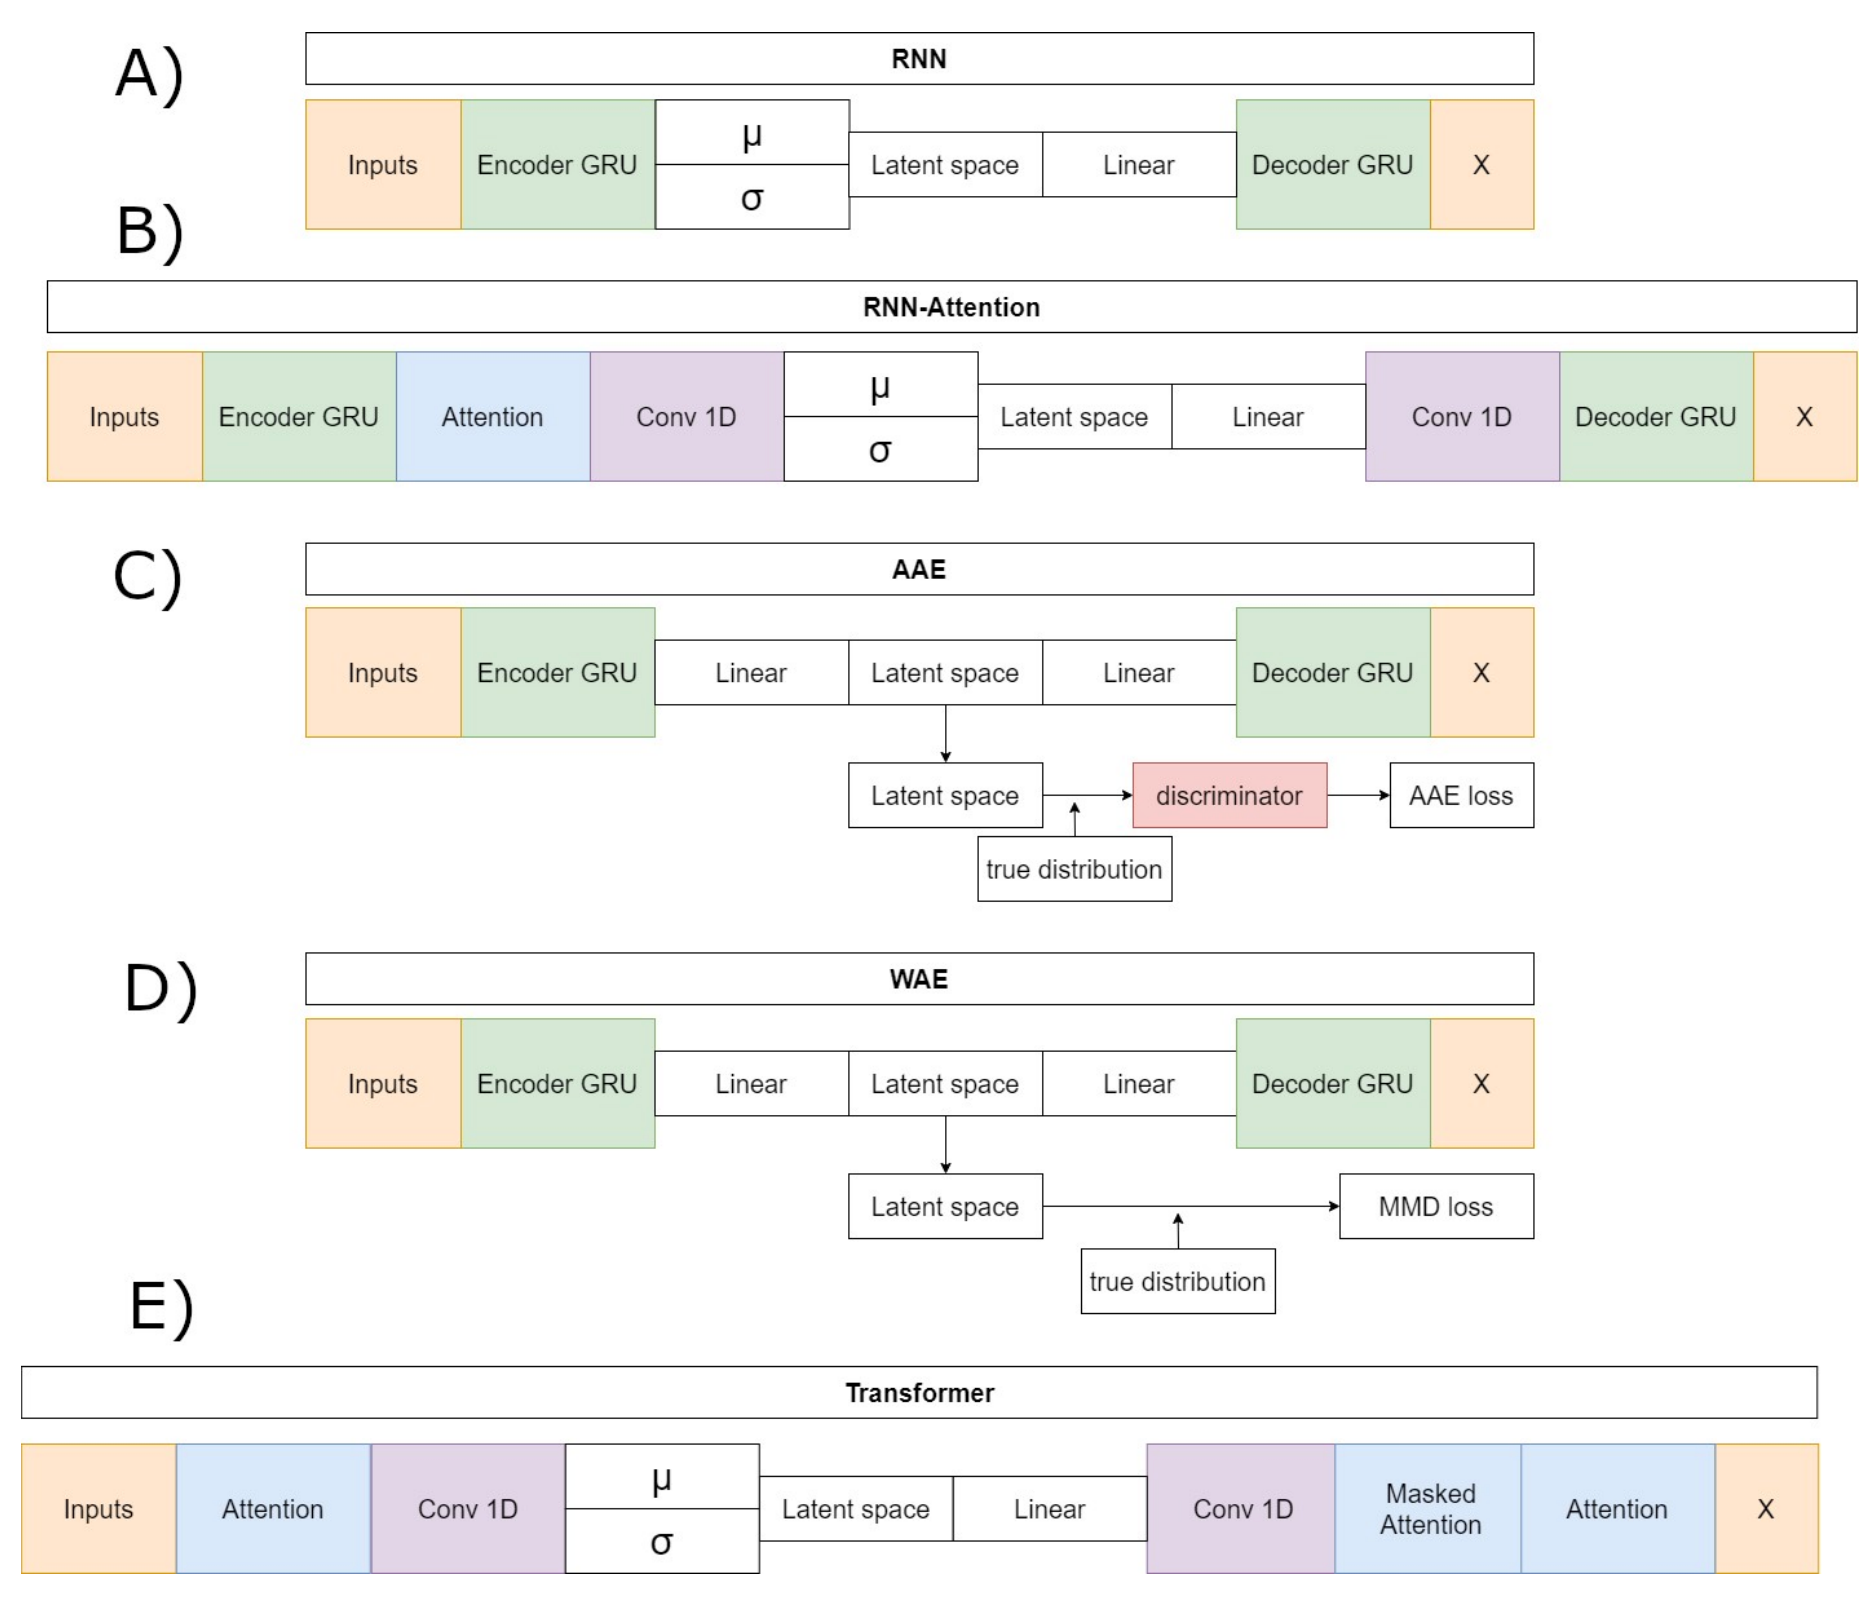 A)
RNN
Inputs Encoder GRU μ σ Latent space Linear Decoder GRU X
B)
RNN-Attention
Inputs Encoder GRU Attention Conv 1D μ σ Latent space Linear Conv 1D Decoder GRU X
C)
AAE
Inputs Encoder GRU Linear Latent space Linear Decoder GRU X
Latent space discriminator AAE loss
true distribution
D)
WAE
Inputs Encoder GRU Linear Latent space Linear Decoder GRU X
Latent space MMD loss
true distribution
E)
Transformer
Inputs Attention Conv 1D μ σ Latent space Linear Conv 1D Masked Attention Attention X